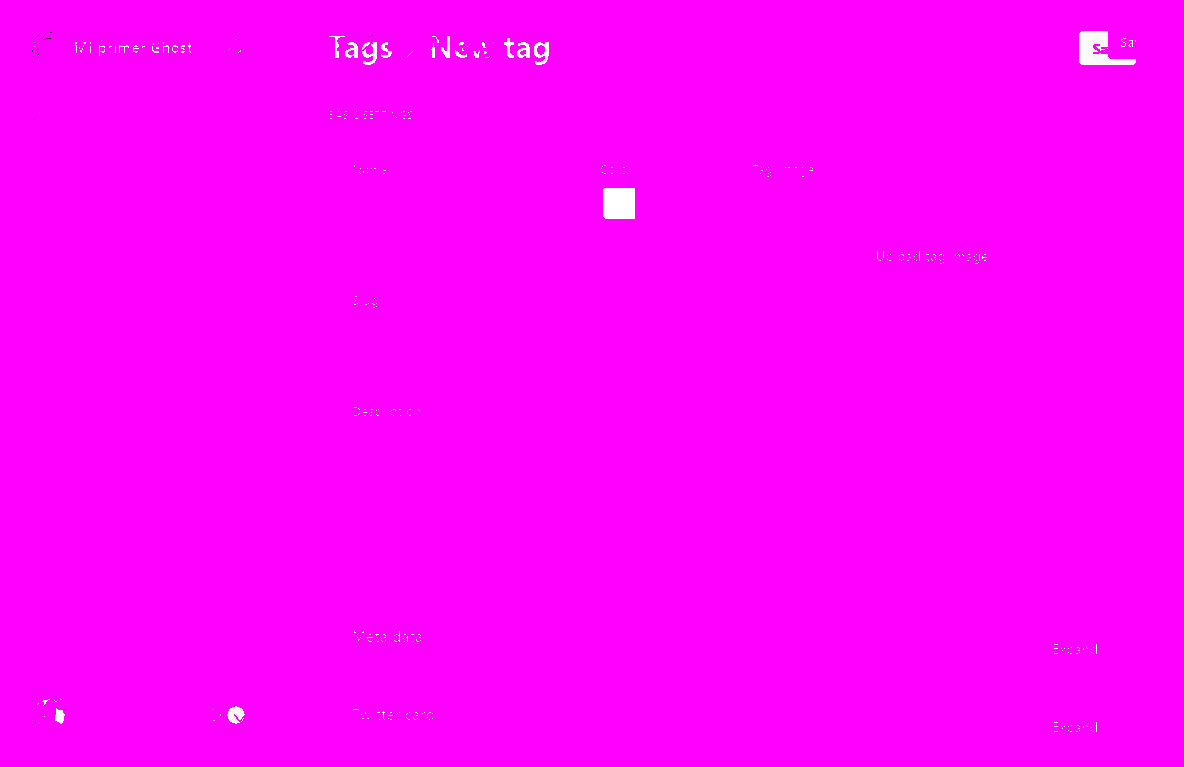 Mi primer Ghost
Tags
New tag
Sa
Sa
BASIC SETTINGS
Name
Color
Tag image
Upload tag image
Slug
Description
Meta data
Expand
Twitter card
Expand